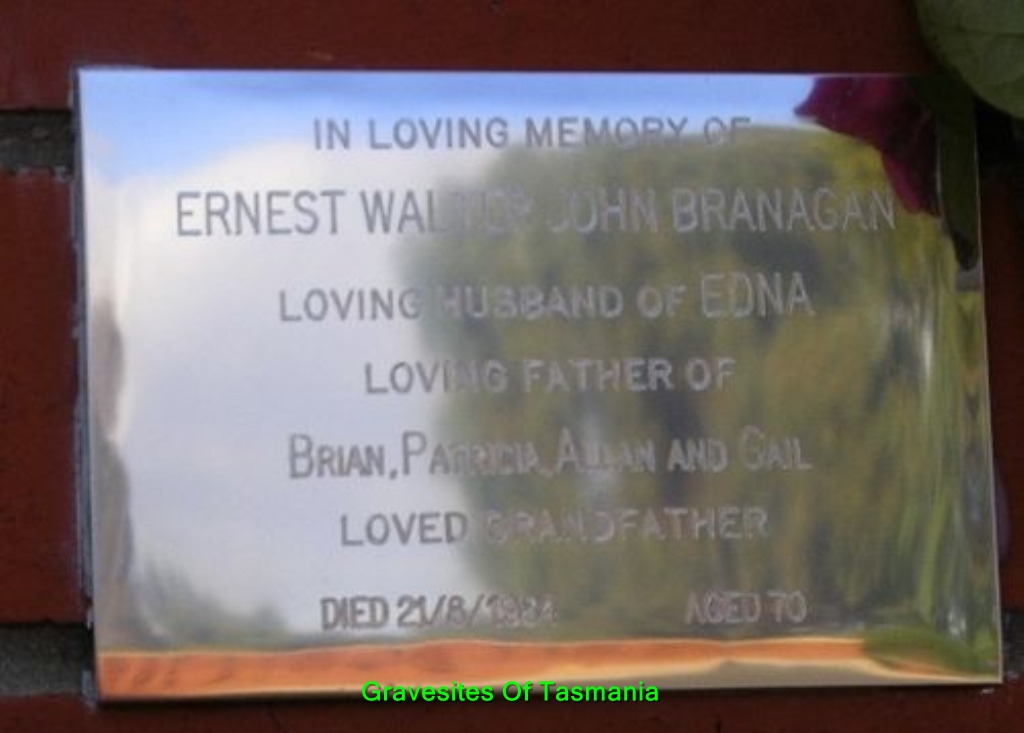 IN LOVING MEMORY OF
ERNEST WALTER JOHN BRANAGAN
LOVING HUSBAND OF EDNA
LOVING FATHER OF
BRIAN, PATRICIA, ALLAN AND GAIL
LOVED GRANDFATHER
DIED 21/8/1984 AGED 70
Gravesites Of Tasmania